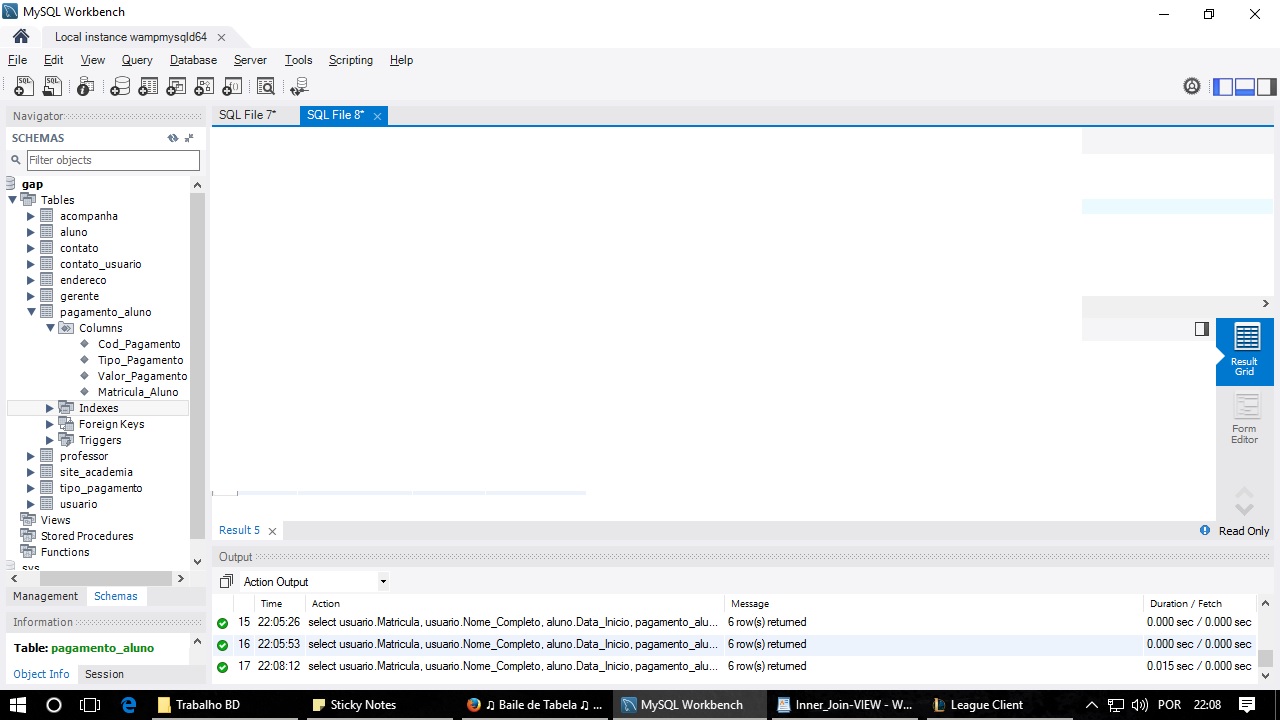 MySQL Workbench
Local instance wampmysqld64
File Edit View Query Database Server Tools Scripting Help
Navigator
SQL File 7* SQL File 8*
SCHEMAS
Filter objects
gap
Tables
acompanha
aluno
contato
contato_usuario
endereco
gerente
pagamento_aluno
Columns
Cod_Pagamento
Tipo_Pagamento
Valor_Pagamento
Matricula_Aluno
Indexes
Foreign Keys
Triggers
professor
site_academia
tipo_pagamento
usuario
Views
Stored Procedures
Functions
sys
Management Schemas
Information
Table: pagamento_aluno
Object Info Session
Result
Grid
Form
Editor
Result 5
Read Only
Output
Action Output
Time Action Message Duration / Fetch
15 22:05:26 select usuario.Matricula, usuario.Nome_Completo, aluno.Data_Inicio, pagamento_alu... 6 row(s) returned 0.000 sec / 0.000 sec
16 22:05:53 select usuario.Matricula, usuario.Nome_Completo, aluno.Data_Inicio, pagamento_alu... 6 row(s) returned 0.000 sec / 0.000 sec
17 22:08:12 select usuario.Matricula, usuario.Nome_Completo, aluno.Data_Inicio, pagamento_alu... 6 row(s) returned 0.015 sec / 0.000 sec
Trabalho BD
Sticky Notes
♫ Baile de Tabela ♫ ...
MySQL Workbench
Inner_Join-VIEW - W...
League Client
POR 22:08